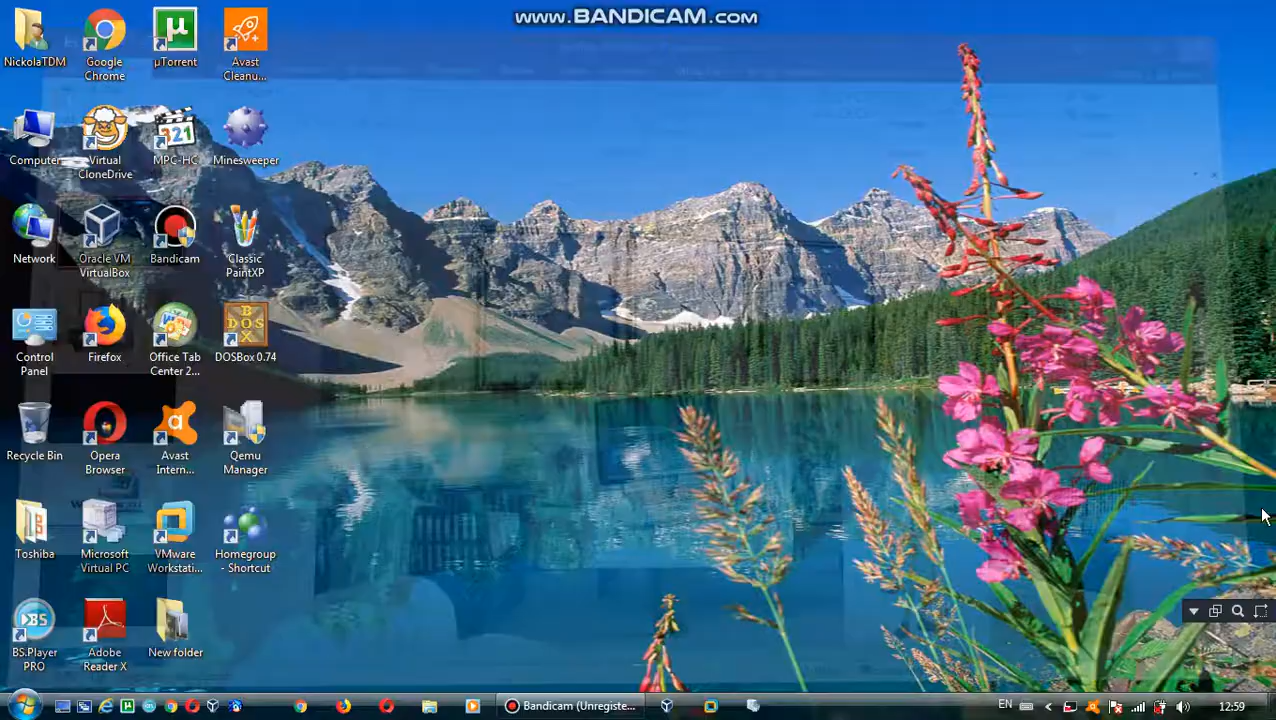 www.BANDICAM.com
NickolaTDM
Google
Chrome
µTorrent
Avast
Cleanu...
Computer
Virtual
CloneDrive
321
MPC-HC
Minesweeper
Network
Oracle VM
VirtualBox
Bandicam
Classic
PaintXP
Control
Panel
Firefox
Office Tab
Center 2...
DOSBox 0.74
Recycle Bin
Opera
Browser
Avast
Intern...
Qemu
Manager
Toshiba
Microsoft
Virtual PC
VMware
Workstati...
Homegroup
- Shortcut
BS.Player
PRO
Adobe
Reader X
New folder
Bandicam (Unregiste...
EN
12:59